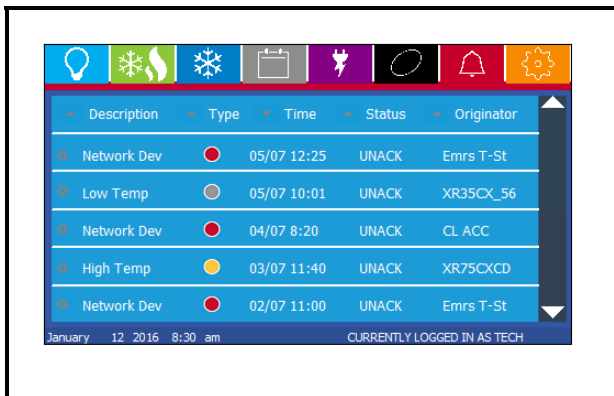 Description Type Time Status Originator
Network Dev 05/07 12:25 UNACK Emrs T-St
Low Temp 05/07 10:01 UNACK XR35CX_56
Network Dev 04/07 8:20 UNACK CL ACC
High Temp 03/07 11:40 UNACK XR75CXCD
Network Dev 02/07 11:00 UNACK Emrs T-St
January 12 2016 8:30 am CURRENTLY LOGGED IN AS TECH